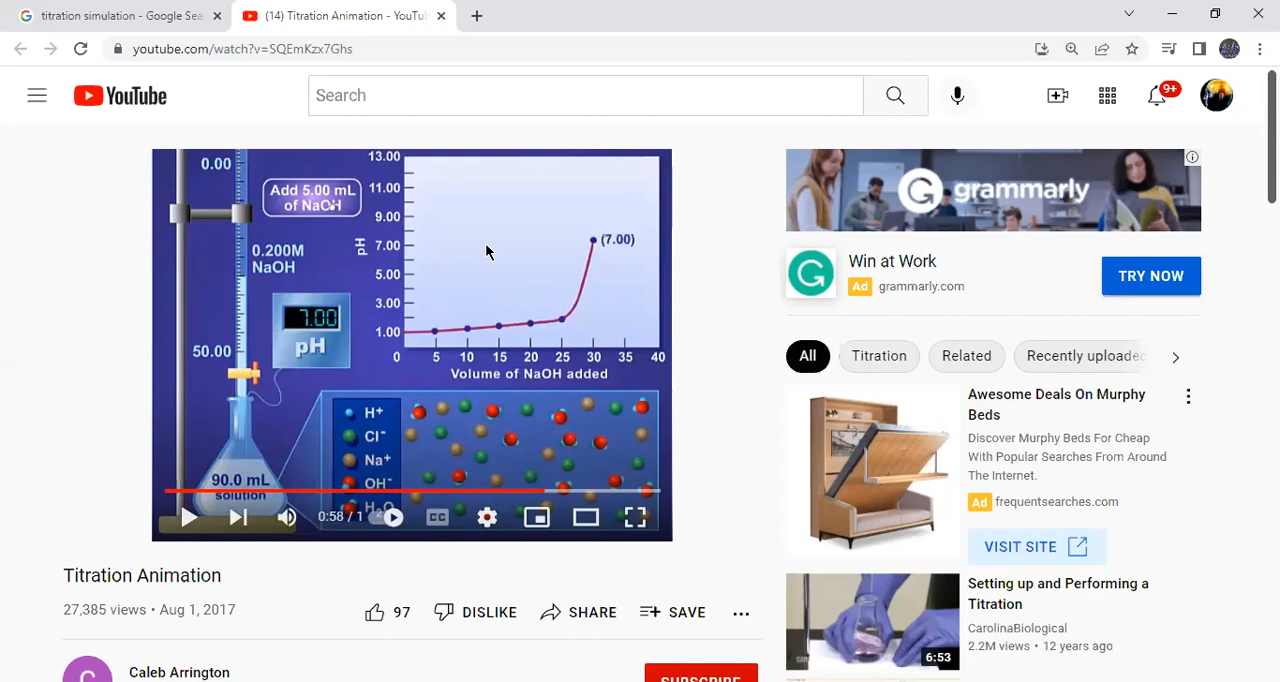 titration simulation - Google Sea
(14) Titration Animation - YouTu
youtube.com/watch?v=SQEmKzx7Ghs
YouTube
Search
9+
0.00
Add 5.00 mL
of NaOH
0.200M
NaOH
7.00
pH
50.00
90.0 mL
solution
pH
13.00
11.00
9.00
7.00
5.00
3.00
1.00
(7.00)
0 5 10 15 20 25 30 35 40
Volume of NaOH added
H⁺
Cl⁻
Na⁺
OH⁻
H₂O
0:58 / 1
CC
Titration Animation
27,385 views • Aug 1, 2017
97 DISLIKE SHARE SAVE
C
Caleb Arrington
SUBSCRIBE
grammarly
Win at Work
Ad grammarly.com
TRY NOW
All Titration Related Recently uploaded
Awesome Deals On Murphy
Beds
Discover Murphy Beds For Cheap
With Popular Searches From Around
The Internet.
Ad frequentsearches.com
VISIT SITE
Setting up and Performing a
Titration
CarolinaBiological
2.2M views • 12 years ago
6:53